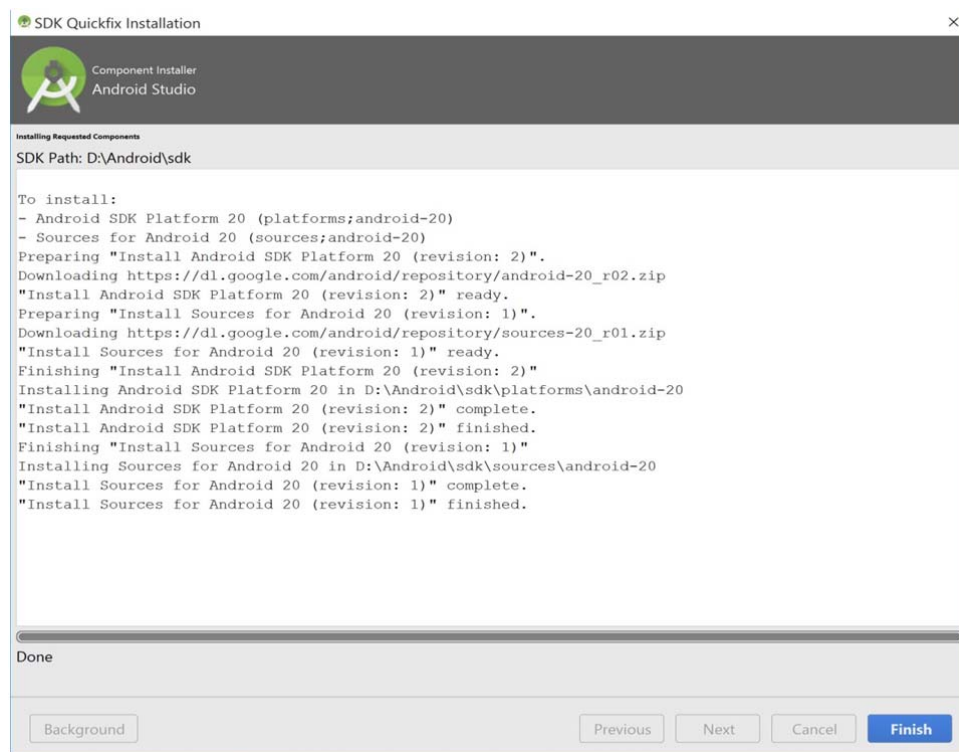 SDK Quickfix Installation
Component Installer
Android Studio
Installing Requested Components
SDK Path: D:\Android\sdk
To install:
- Android SDK Platform 20 (platforms;android-20)
- Sources for Android 20 (sources;android-20)
Preparing "Install Android SDK Platform 20 (revision: 2)".
Downloading https://dl.google.com/android/repository/android-20_r02.zip
"Install Android SDK Platform 20 (revision: 2)" ready.
Preparing "Install Sources for Android 20 (revision: 1)".
Downloading https://dl.google.com/android/repository/sources-20_r01.zip
"Install Sources for Android 20 (revision: 1)" ready.
Finishing "Install Android SDK Platform 20 (revision: 2)"
Installing Android SDK Platform 20 in D:\Android\sdk\platforms\android-20
"Install Android SDK Platform 20 (revision: 2)" complete.
"Install Android SDK Platform 20 (revision: 2)" finished.
Finishing "Install Sources for Android 20 (revision: 1)"
Installing Sources for Android 20 in D:\Android\sdk\sources\android-20
"Install Sources for Android 20 (revision: 1)" complete.
"Install Sources for Android 20 (revision: 1)" finished.
Done
Background
Previous
Next
Cancel
Finish